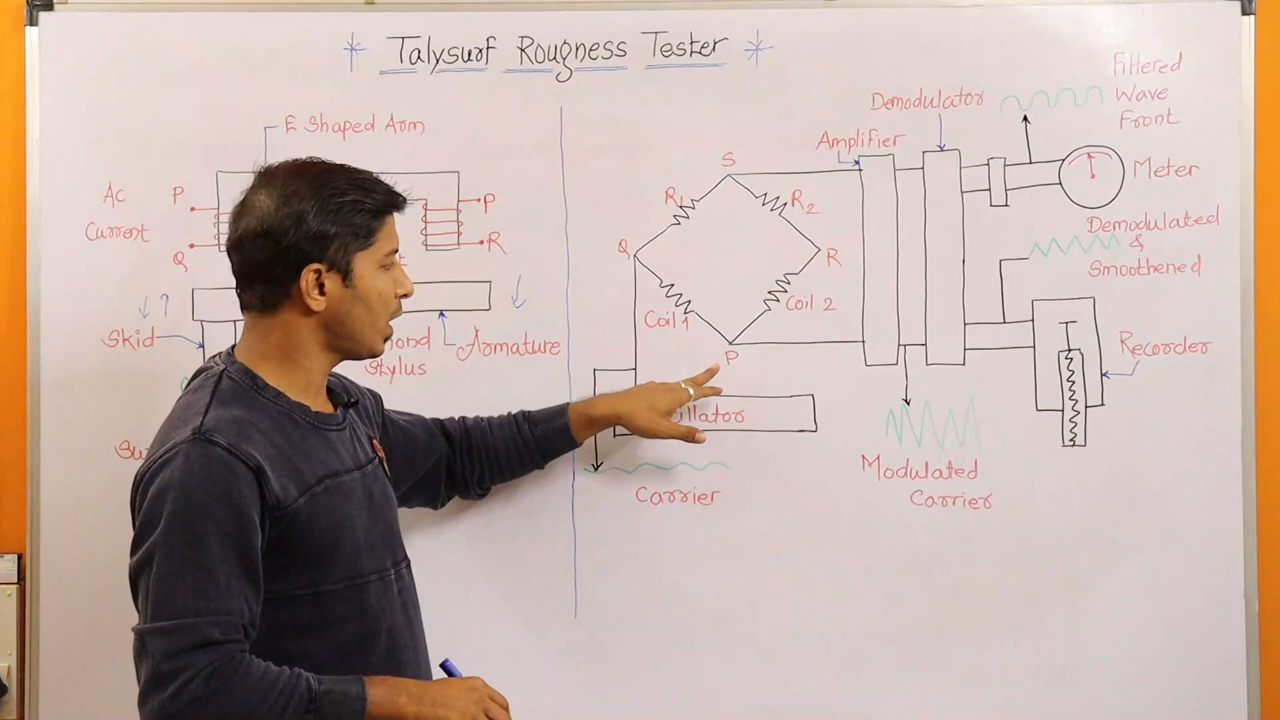 * Talysurf Rougness Tester *
E Shaped Arm
Ac
Current
P
Q
P
R
Skid
Stylus
Armature
S
R1
R2
Q
R
Coil 1
Coil 2
P
Carrier
Amplifier
Demodulator
Filtered
Wave
Front
Meter
Demodulated
&
Smoothened
Recorder
Modulated
Carrier